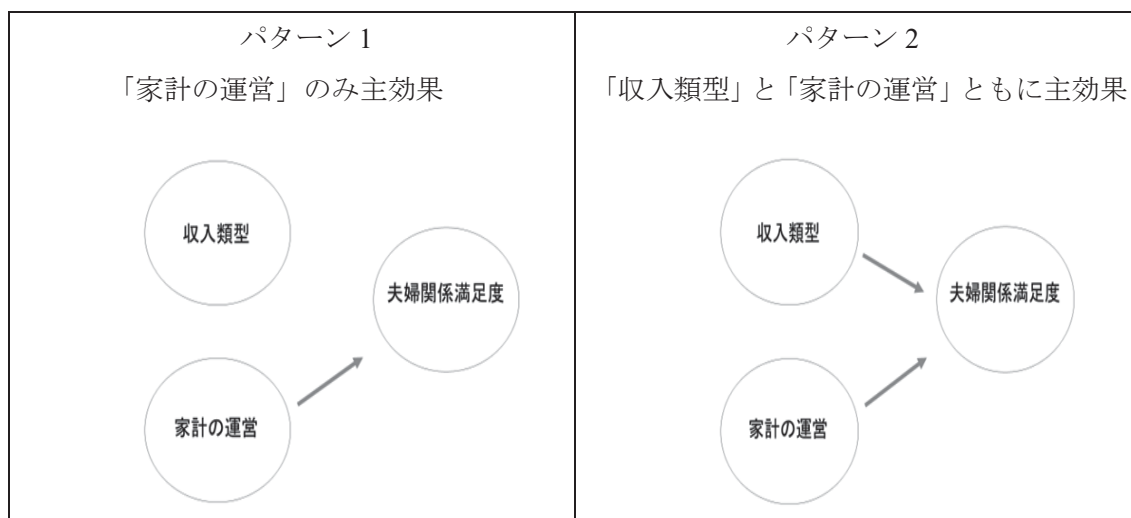 パターン 1
「家計の運営」のみ主効果
収入類型
夫婦関係満足度
家計の運営
パターン 2
「収入類型」と「家計の運営」ともに主効果
収入類型
夫婦関係満足度
家計の運営